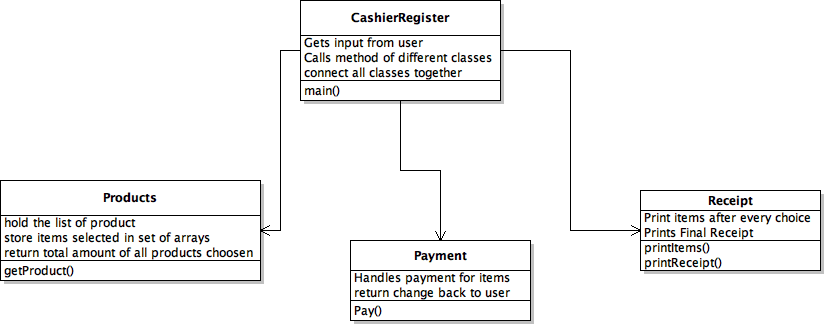 CashierRegister
Gets input from user
Calls method of different classes
connect all classes together
main()
Products
hold the list of product
store items selected in set of arrays
return total amount of all products choosen
getProduct()
Payment
Handles payment for items
return change back to user
Pay()
Receipt
Print items after every choice
Prints Final Receipt
printItems()
printReceipt()